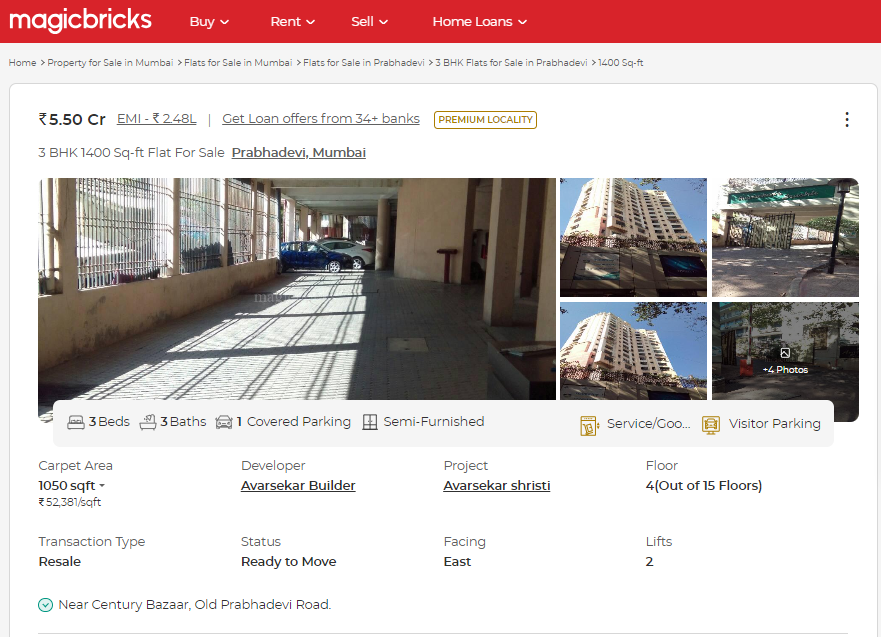 magicbricks Buy Rent Sell Home Loans
Home > Property for Sale in Mumbai > Flats for Sale in Mumbai > Flats for Sale in Prabhadevi > 3 BHK Flats for Sale in Prabhadevi > 1400 Sq-ft
₹5.50 Cr EMI - ₹ 2.48L | Get Loan offers from 34+ banks PREMIUM LOCALITY
3 BHK 1400 Sq-ft Flat For Sale Prabhadevi, Mumbai
+4 Photos
3 Beds 3 Baths 1 Covered Parking Semi-Furnished Service/Goo... Visitor Parking
Carpet Area Developer Project Floor
1050 sqft Avarsekar Builder Avarsekar shristi 4(Out of 15 Floors)
₹52,381/sqft
Transaction Type Status Facing Lifts
Resale Ready to Move East 2
Near Century Bazaar, Old Prabhadevi Road.